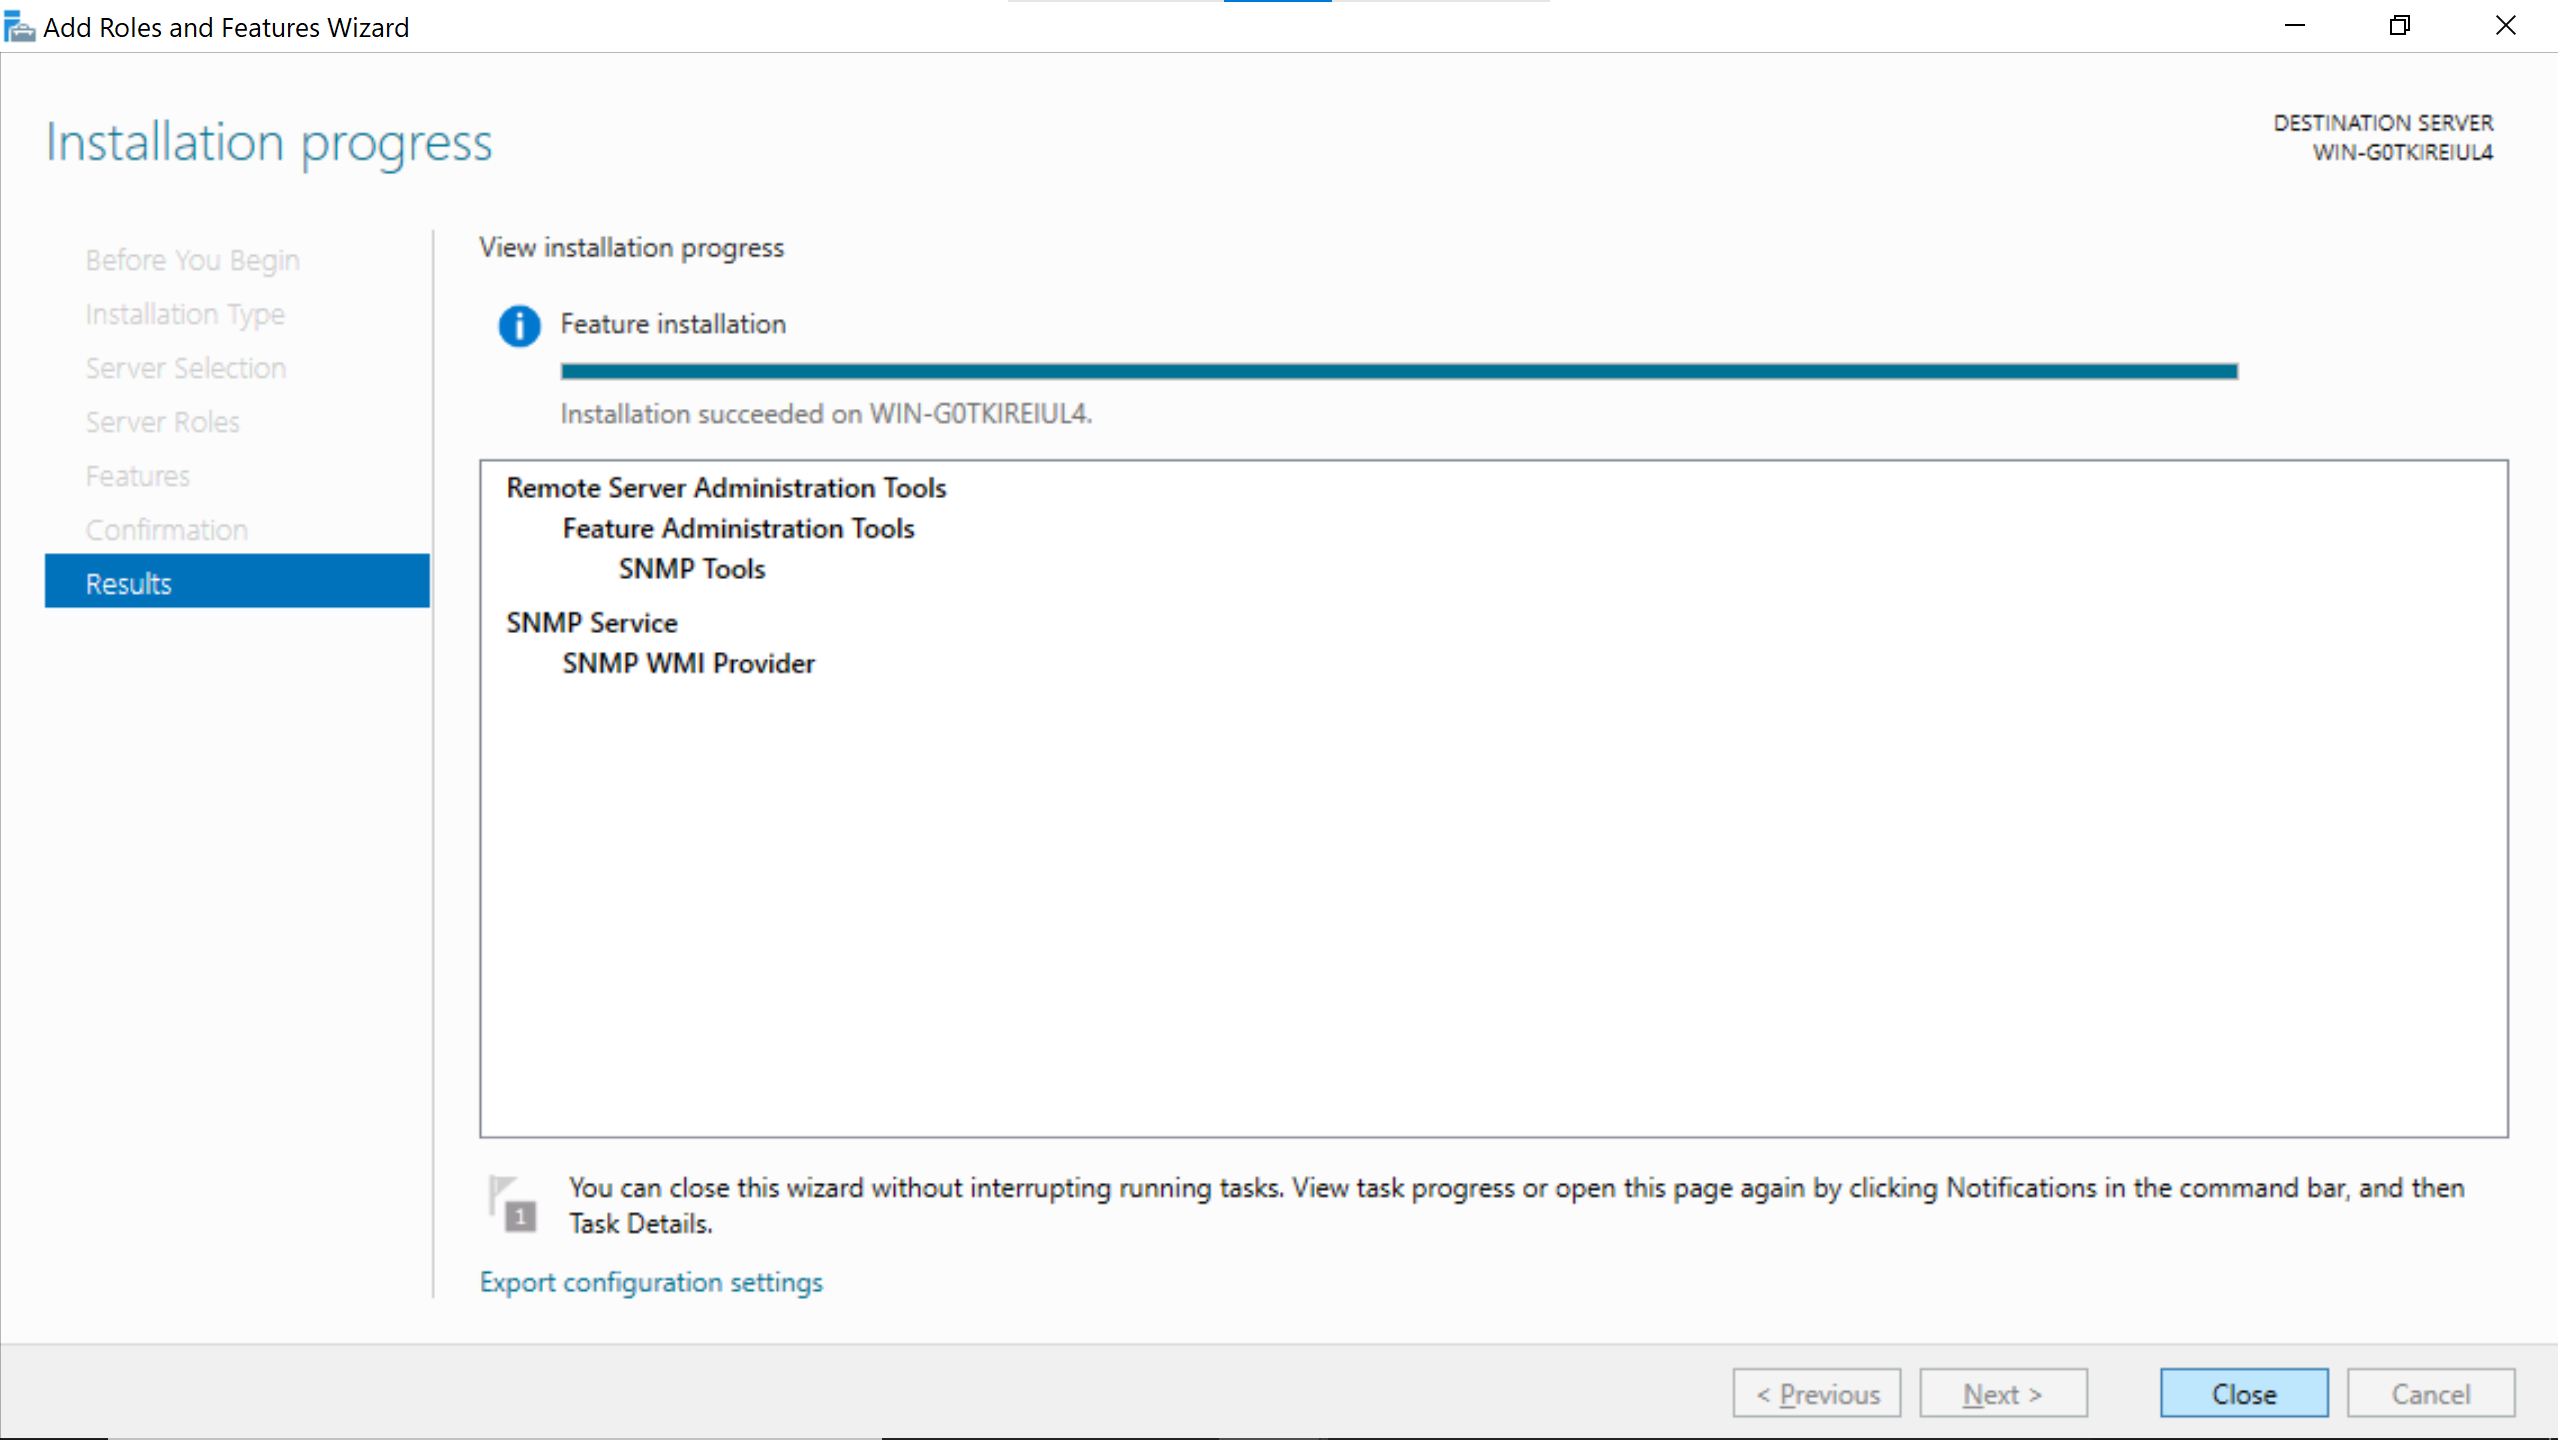 Add Roles and Features Wizard
Installation progress
DESTINATION SERVER
WIN-G0TKIREIUL4
Before You Begin
Installation Type
Server Selection
Server Roles
Features
Confirmation
Results
View installation progress
Feature installation
Installation succeeded on WIN-G0TKIREIUL4.
Remote Server Administration Tools
Feature Administration Tools
SNMP Tools
SNMP Service
SNMP WMI Provider
1
You can close this wizard without interrupting running tasks. View task progress or open this page again by clicking Notifications in the command bar, and then
Task Details.
Export configuration settings
< Previous
Next >
Close
Cancel